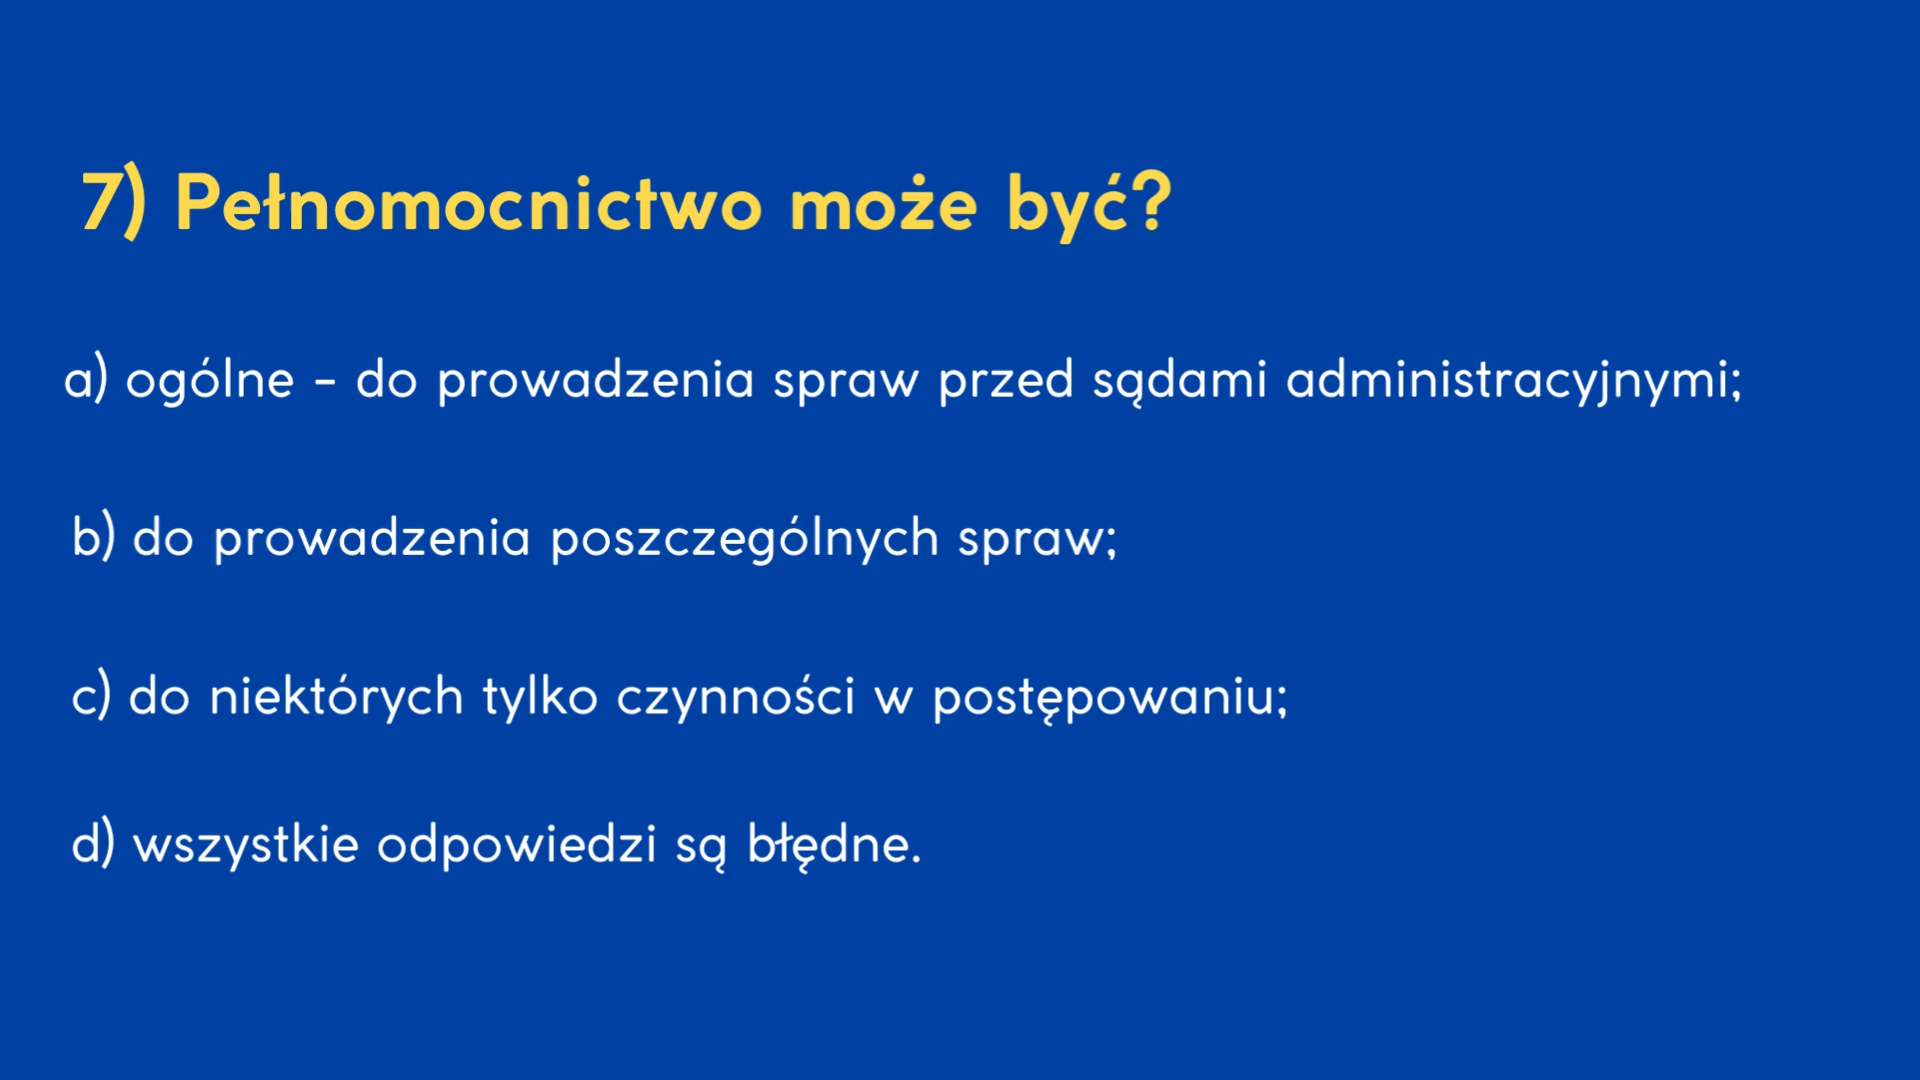 7) Pełnomocnictwo może być?
a) ogólne - do prowadzenia spraw przed sądami administracyjnymi;
b) do prowadzenia poszczególnych spraw;
c) do niektórych tylko czynności w postępowaniu;
d) wszystkie odpowiedzi są błędne.